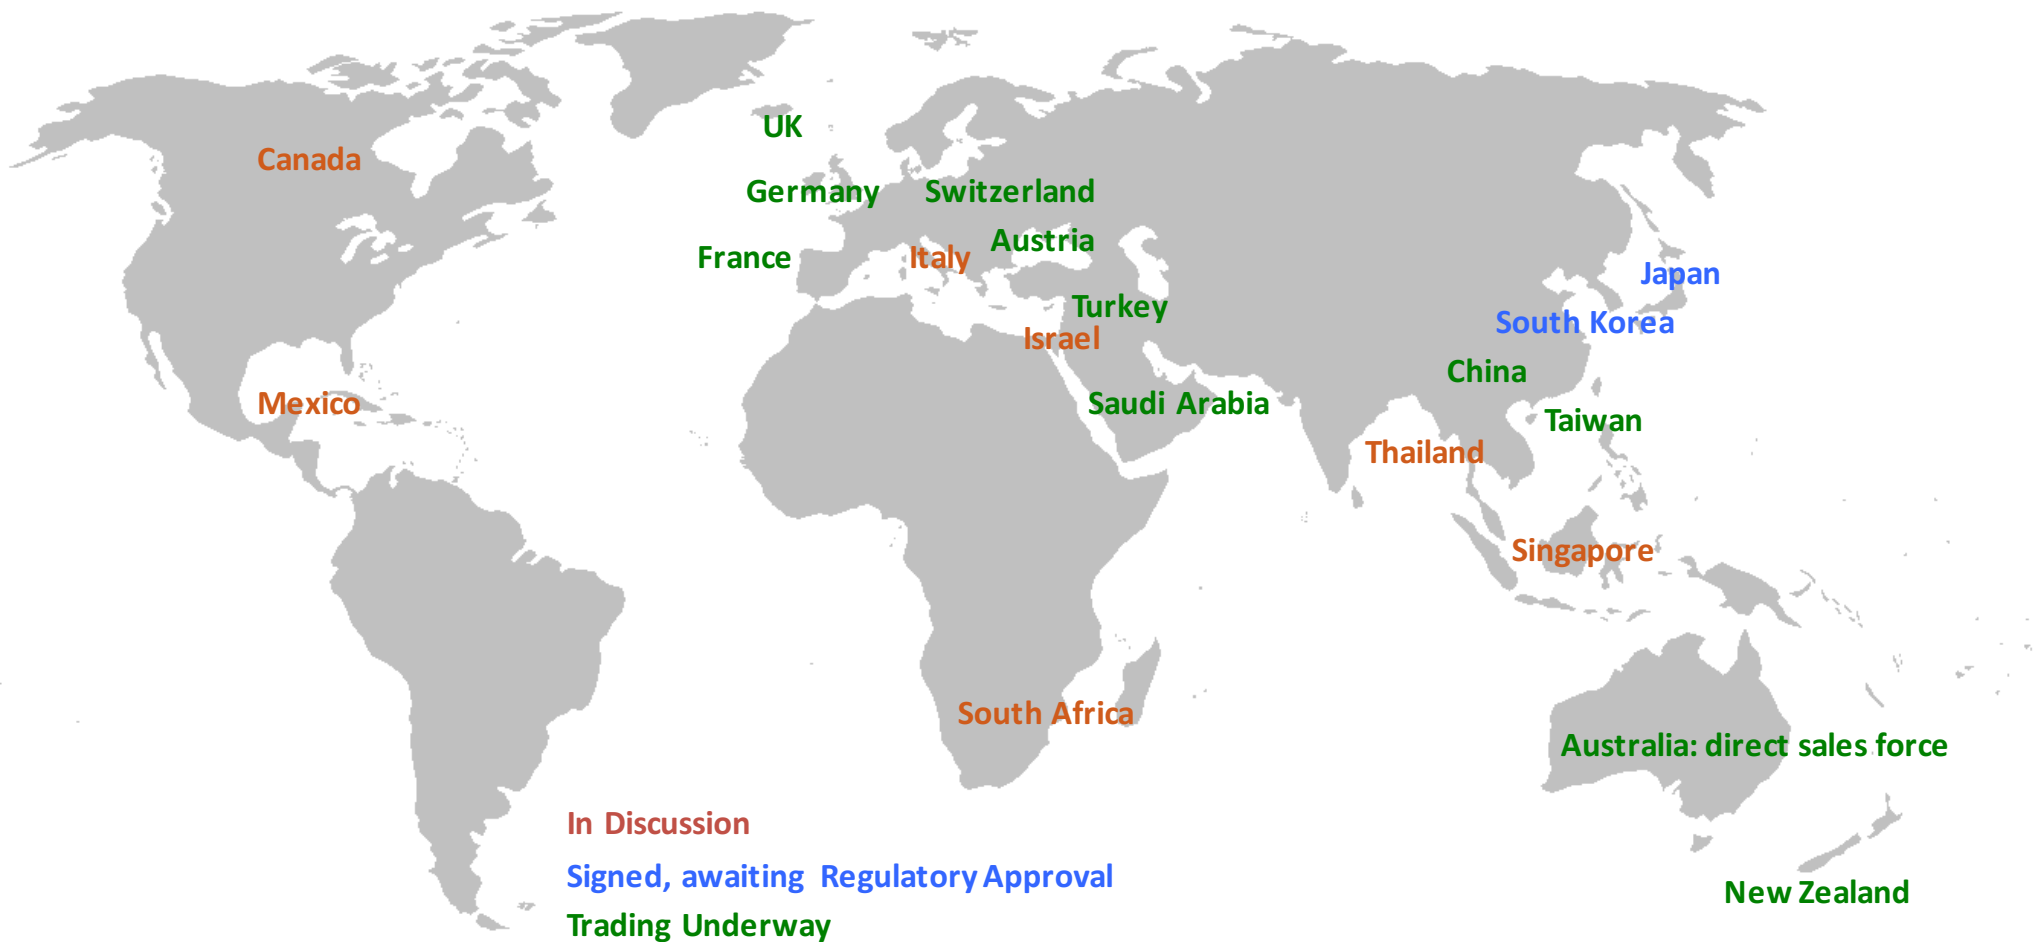 UK
Canada
Germany
Switzerland
Austria
France
Italy
Japan
Turkey
South Korea
Israel
China
Mexico
Saudi Arabia
Taiwan
Thailand
Singapore
South Africa
Australia: direct sales force
In Discussion
Signed, awaiting Regulatory Approval
New Zealand
Trading Underway